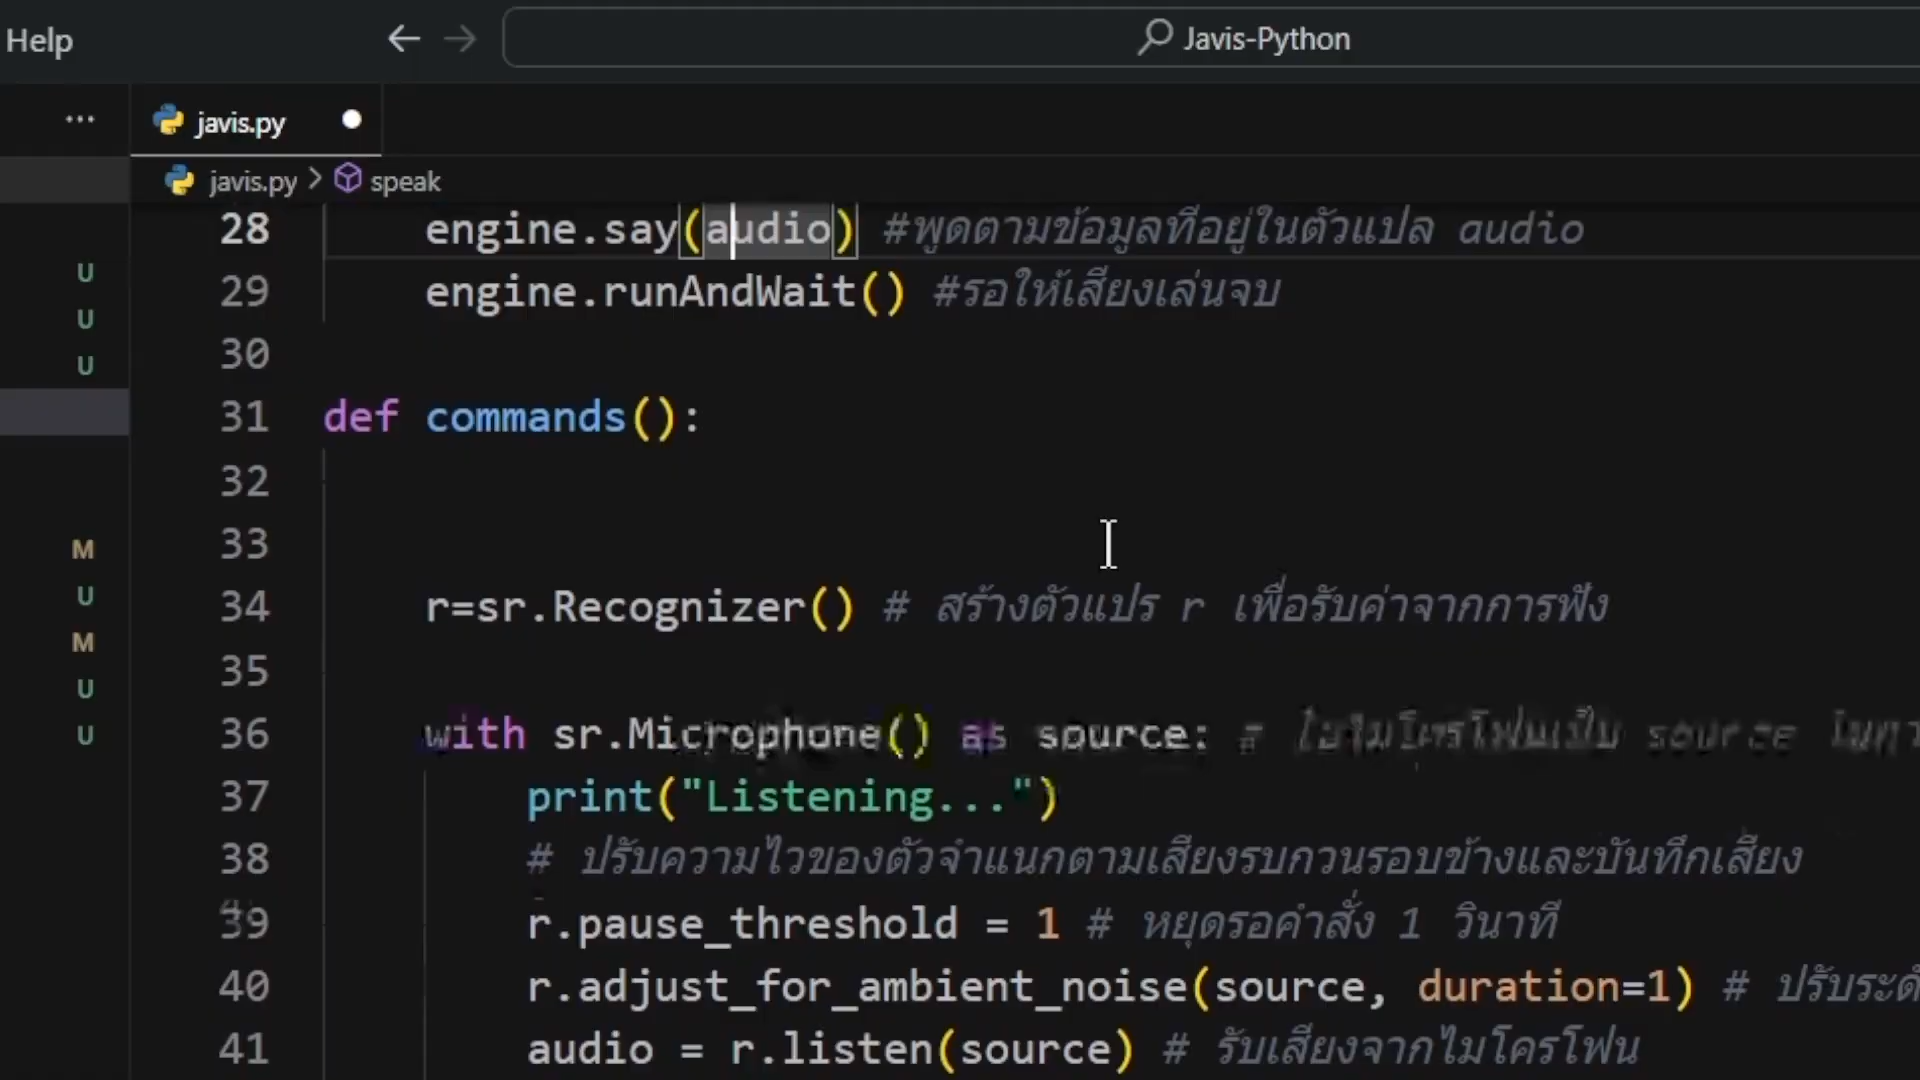 Help
← → Javis-Python
... javis.py
javis.py > speak
28 engine.say(audio) #พูดตามข้อมูลที่อยู่ในตัวแปล audio
29 engine.runAndWait() #รอให้เสียงเล่นจบ
30
31 def commands():
32
33
34 r=sr.Recognizer() # สร้างตัวแปร r เพื่อรับค่าจากการฟัง
35
36 with sr.Microphone() as source: # source
37 print("Listening...")
38 # ปรับความไวของตัวจำแนกตามเสียงรบกวนรอบข้างและบันทึกเสียง
39 r.pause_threshold = 1 # หยุดรอคำสั่ง 1 วินาที
40 r.adjust_for_ambient_noise(source, duration=1) #
41 audio = r.listen(source) # รับเสียงจากไมโครโฟน
U
U
U
M
U
M
U
U